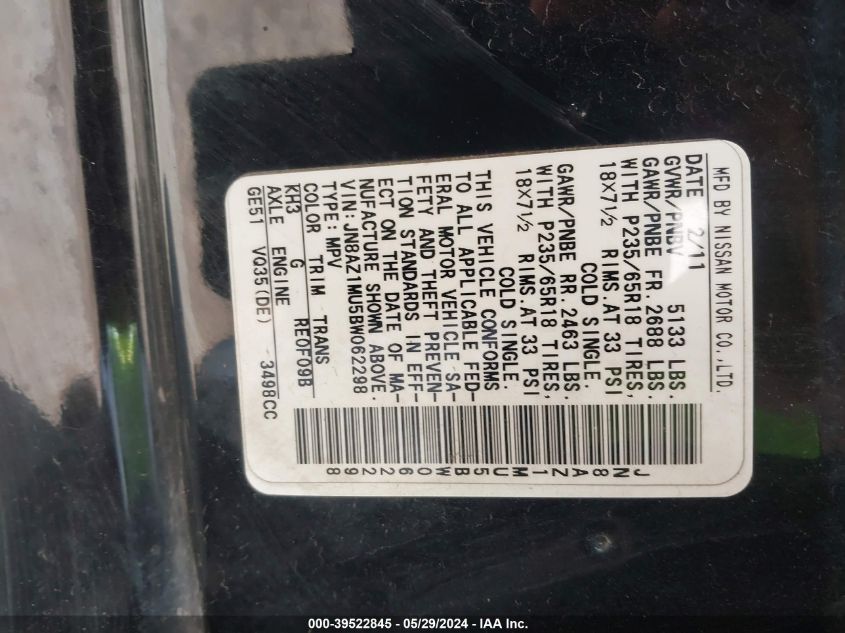 MFD BY NISSAN MOTOR CO.,LTD.
DATE 2/11
GVWR/PNBV 5133 LBS.
GAWR/PNBE FR.2688 LBS.
WITH P235/65R18 TIRES,
18X7½ RIMS.AT 33 PSI
COLD SINGLE.
GAWR/PNBE RR.2463 LBS.
WITH P235/65R18 TIRES,
18X7½ RIMS.AT 33 PSI
COLD SINGLE.
THIS VEHICLE CONFORMS
TO ALL APPLICABLE FED-
ERAL MOTOR VEHICLE SA-
FETY AND THEFT PREVEN-
TION STANDARDS IN EFF-
ECT ON THE DATE OF MA-
NUFACTURE SHOWN ABOVE.
VIN:JN8AZ1MU5BW062298
TYPE:MPV
COLOR TRIM TRANS
KH3 G RE0F09B
AXLE ENGINE
GE51 VQ35(DE) -3498CC
JN8AZ1MU5BW062298
000-39522845 - 05/29/2024 - IAA Inc.